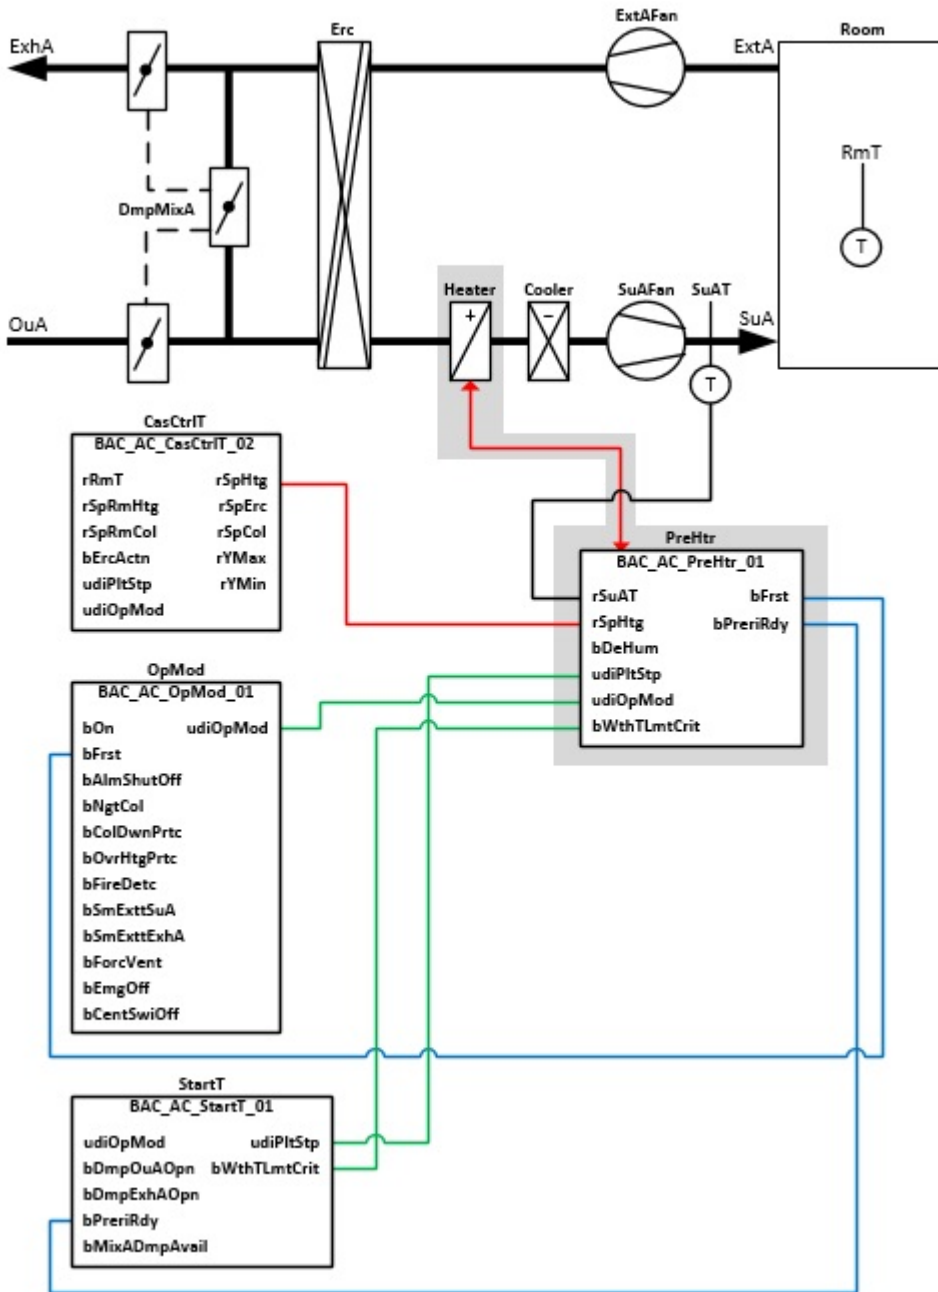 Erc
ExtAFan
ExhA
ExtA
Room
RmT
T
DmpMixA
Heater
Cooler
SuAFan
SuAT
OuA
+
−
SuA
T
CasCtrlT
BAC_AC_CasCtrlT_02
rRmT rSpHtg
rSpRmHtg rSpErc
rSpRmCol rSpCol
bErcActn rYMax
udiPltStp rYMin
udiOpMod
PreHtr
BAC_AC_PreHtr_01
rSuAT bFrst
rSpHtg bPreriRdy
bDeHum
udiPltStp
udiOpMod
bWthTLmtCrit
OpMod
BAC_AC_OpMod_01
bOn udiOpMod
bFrst
bAlmShutOff
bNgtCol
bColDwnPrtc
bOvrHtgPrtc
bFireDetc
bSmExttSuA
bSmExttExhA
bForcVent
bEmgOff
bCentSwiOff
StartT
BAC_AC_StartT_01
udiOpMod udiPltStp
bDmpOuAOpn bWthTLmtCrit
bDmpExhAOpn
bPreriRdy
bMixADmpAvail